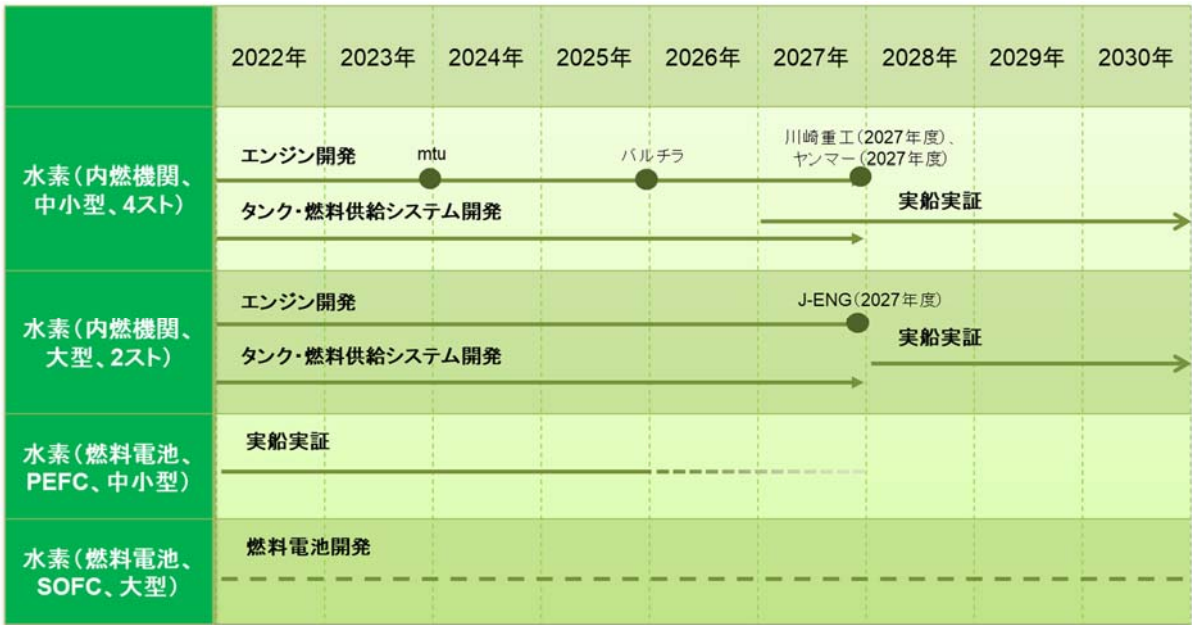 2022年 2023年 2024年 2025年 2026年 2027年 2028年 2029年 2030年
水素(内燃機関、
中小型、4スト)
エンジン開発
mtu
バルチラ
川崎重工(2027年度)、
ヤンマー(2027年度)
タンク・燃料供給システム開発
実船実証
水素(内燃機関、
大型、2スト)
エンジン開発
J-ENG(2027年度)
タンク・燃料供給システム開発
実船実証
水素(燃料電池、
PEFC、中小型)
実船実証
水素(燃料電池、
SOFC、大型)
燃料電池開発